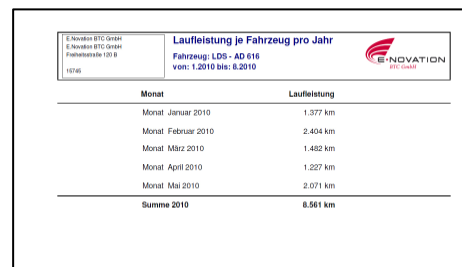 E.Novation BTC GmbH
E.Novation BTC GmbH
Freiheitsstraße 120 B
15745
Laufleistung je Fahrzeug pro Jahr
Fahrzeug: LDS - AD 616
von: 1.2010 bis: 8.2010
E·NOVATION
BTC GmbH
Monat Laufleistung
Monat Januar 2010 1.377 km
Monat Februar 2010 2.404 km
Monat März 2010 1.482 km
Monat April 2010 1.227 km
Monat Mai 2010 2.071 km
Summe 2010 8.561 km